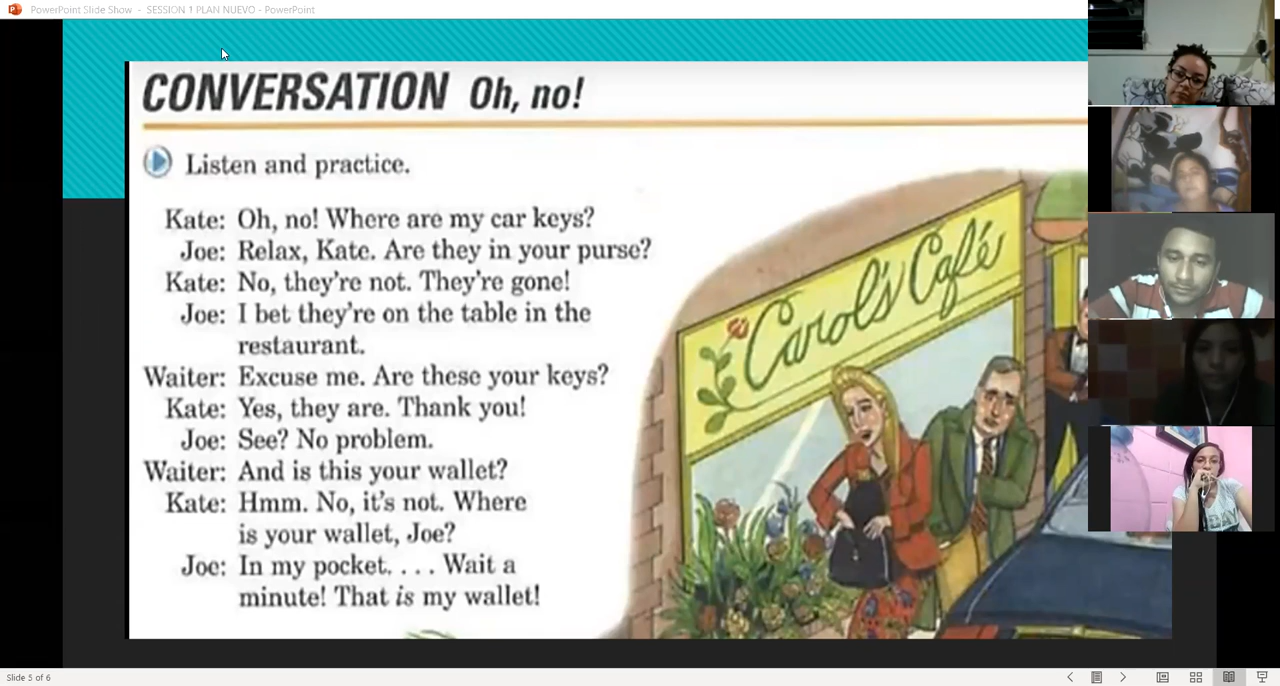 PowerPoint Slide Show - SESSION 1 PLAN NUEVO - PowerPoint
CONVERSATION Oh, no!
Listen and practice.
Kate: Oh, no! Where are my car keys?
Joe: Relax, Kate. Are they in your purse?
Kate: No, they're not. They're gone!
Joe: I bet they're on the table in the
restaurant.
Waiter: Excuse me. Are these your keys?
Kate: Yes, they are. Thank you!
Joe: See? No problem.
Waiter: And is this your wallet?
Kate: Hmm. No, it's not. Where
is your wallet, Joe?
Joe: In my pocket. . . . Wait a
minute! That is my wallet!
Carol's Café
Slide 5 of 6